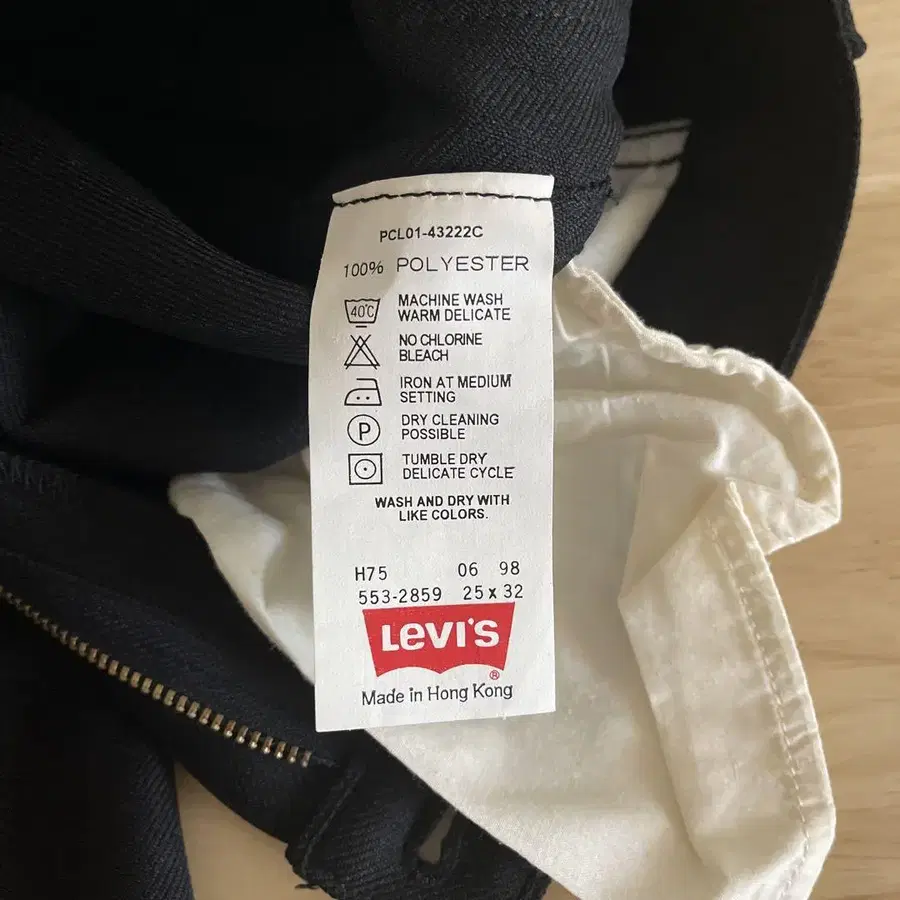 PCL01-43222C
100% POLYESTER
40°C
MACHINE WASH
WARM DELICATE
NO CHLORINE
BLEACH
IRON AT MEDIUM
SETTING
P
DRY CLEANING
POSSIBLE
TUMBLE DRY
DELICATE CYCLE
WASH AND DRY WITH
LIKE COLORS.
H75 06 98
553-2859 25 x 32
LEVI'S
®
Made in Hong Kong